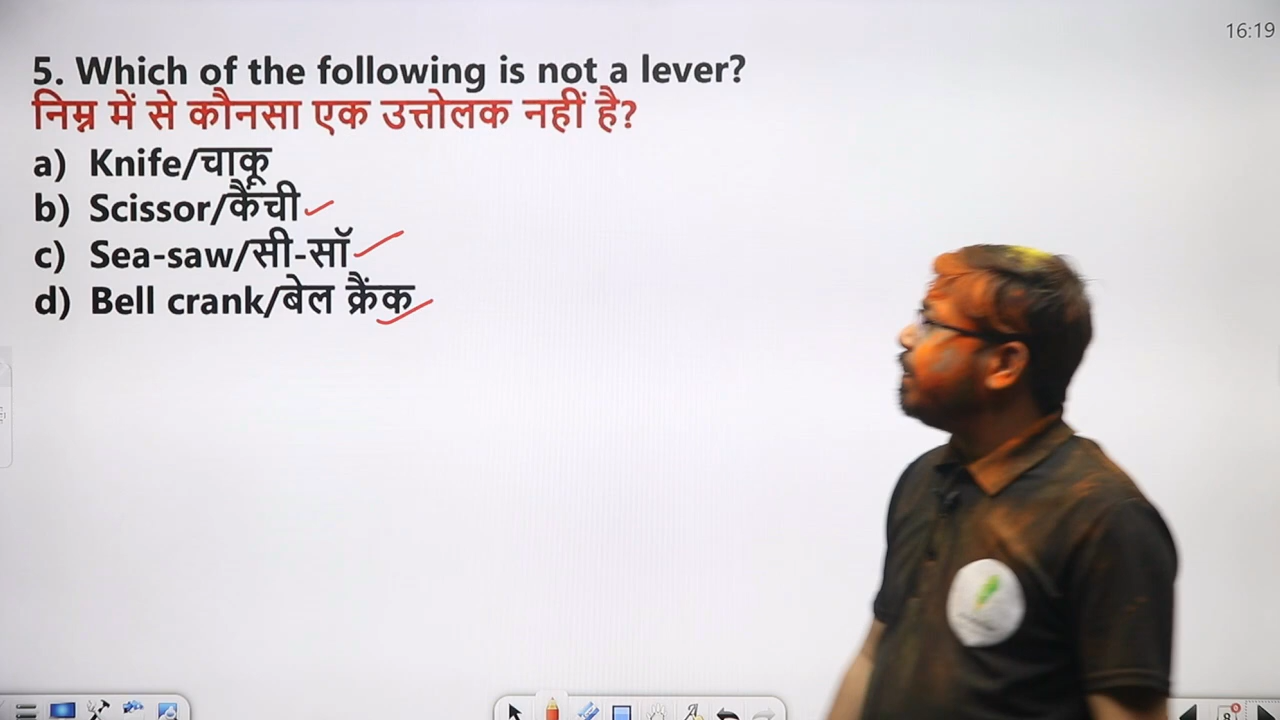 16:19
5. Which of the following is not a lever?
निम्न में से कौनसा एक उत्तोलक नहीं है?
a) Knife/चाकू
b) Scissor/कैंची
c) Sea-saw/सी-सॉ
d) Bell crank/बेल क्रैंक